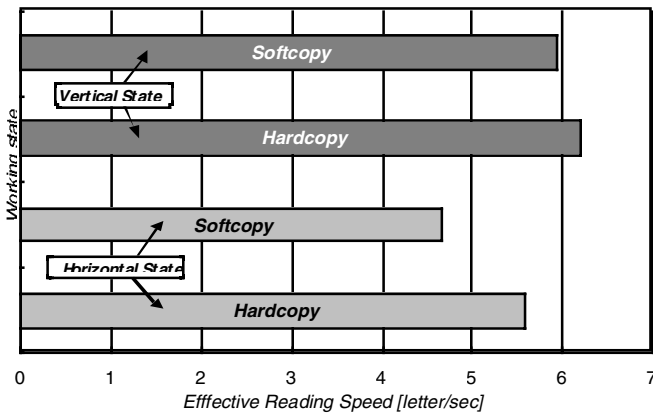 Softcopy
Vertical State
Hardcopy
Working state
Softcopy
Horizontal State
Hardcopy
0 1 2 3 4 5 6 7
Efffective Reading Speed [letter/sec]